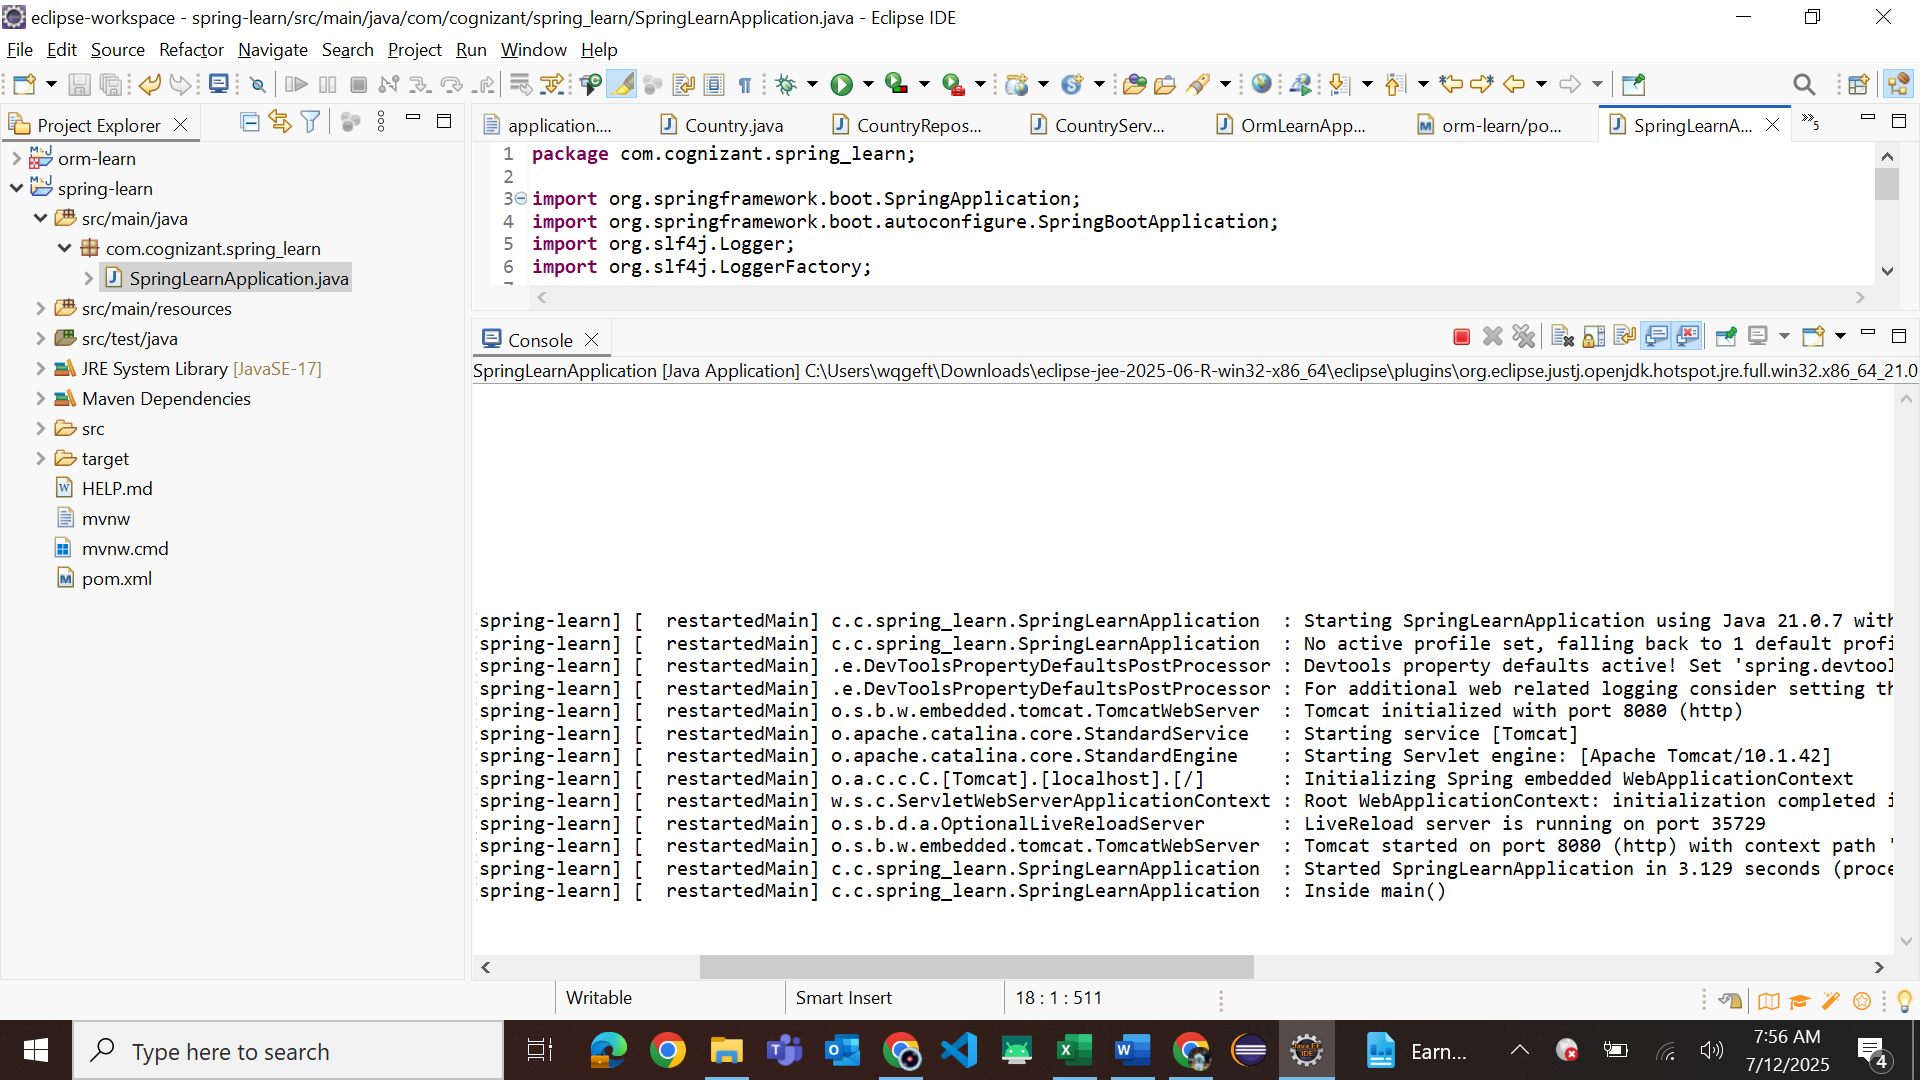 eclipse-workspace - spring-learn/src/main/java/com/cognizant/spring_learn/SpringLearnApplication.java - Eclipse IDE
File Edit Source Refactor Navigate Search Project Run Window Help
Project Explorer
orm-learn
spring-learn
src/main/java
com.cognizant.spring_learn
SpringLearnApplication.java
src/main/resources
src/test/java
JRE System Library [JavaSE-17]
Maven Dependencies
src
target
HELP.md
mvnw
mvnw.cmd
pom.xml
application.... Country.java CountryRepos... CountryServ... OrmLearnApp... orm-learn/po... SpringLearnA... »5
1 package com.cognizant.spring_learn;
2
3 import org.springframework.boot.SpringApplication;
4 import org.springframework.boot.autoconfigure.SpringBootApplication;
5 import org.slf4j.Logger;
6 import org.slf4j.LoggerFactory;
Console
SpringLearnApplication [Java Application] C:\Users\wqgeft\Downloads\eclipse-jee-2025-06-R-win32-x86_64\eclipse\plugins\org.eclipse.justj.openjdk.hotspot.jre.full.win32.x86_64_21.0
spring-learn] [  restartedMain] c.c.spring_learn.SpringLearnApplication  : Starting SpringLearnApplication using Java 21.0.7 with
spring-learn] [  restartedMain] c.c.spring_learn.SpringLearnApplication  : No active profile set, falling back to 1 default profi
spring-learn] [  restartedMain] .e.DevToolsPropertyDefaultsPostProcessor : Devtools property defaults active! Set 'spring.devtool
spring-learn] [  restartedMain] .e.DevToolsPropertyDefaultsPostProcessor : For additional web related logging consider setting th
spring-learn] [  restartedMain] o.s.b.w.embedded.tomcat.TomcatWebServer  : Tomcat initialized with port 8080 (http)
spring-learn] [  restartedMain] o.apache.catalina.core.StandardService   : Starting service [Tomcat]
spring-learn] [  restartedMain] o.apache.catalina.core.StandardEngine    : Starting Servlet engine: [Apache Tomcat/10.1.42]
spring-learn] [  restartedMain] o.a.c.c.C.[Tomcat].[localhost].[/]       : Initializing Spring embedded WebApplicationContext
spring-learn] [  restartedMain] w.s.c.ServletWebServerApplicationContext : Root WebApplicationContext: initialization completed i
spring-learn] [  restartedMain] o.s.b.d.a.OptionalLiveReloadServer       : LiveReload server is running on port 35729
spring-learn] [  restartedMain] o.s.b.w.embedded.tomcat.TomcatWebServer  : Tomcat started on port 8080 (http) with context path '
spring-learn] [  restartedMain] c.c.spring_learn.SpringLearnApplication  : Started SpringLearnApplication in 3.129 seconds (proce
spring-learn] [  restartedMain] c.c.spring_learn.SpringLearnApplication  : Inside main()
Writable Smart Insert 18 : 1 : 511
Type here to search
Earn...
7:56 AM
7/12/2025
4